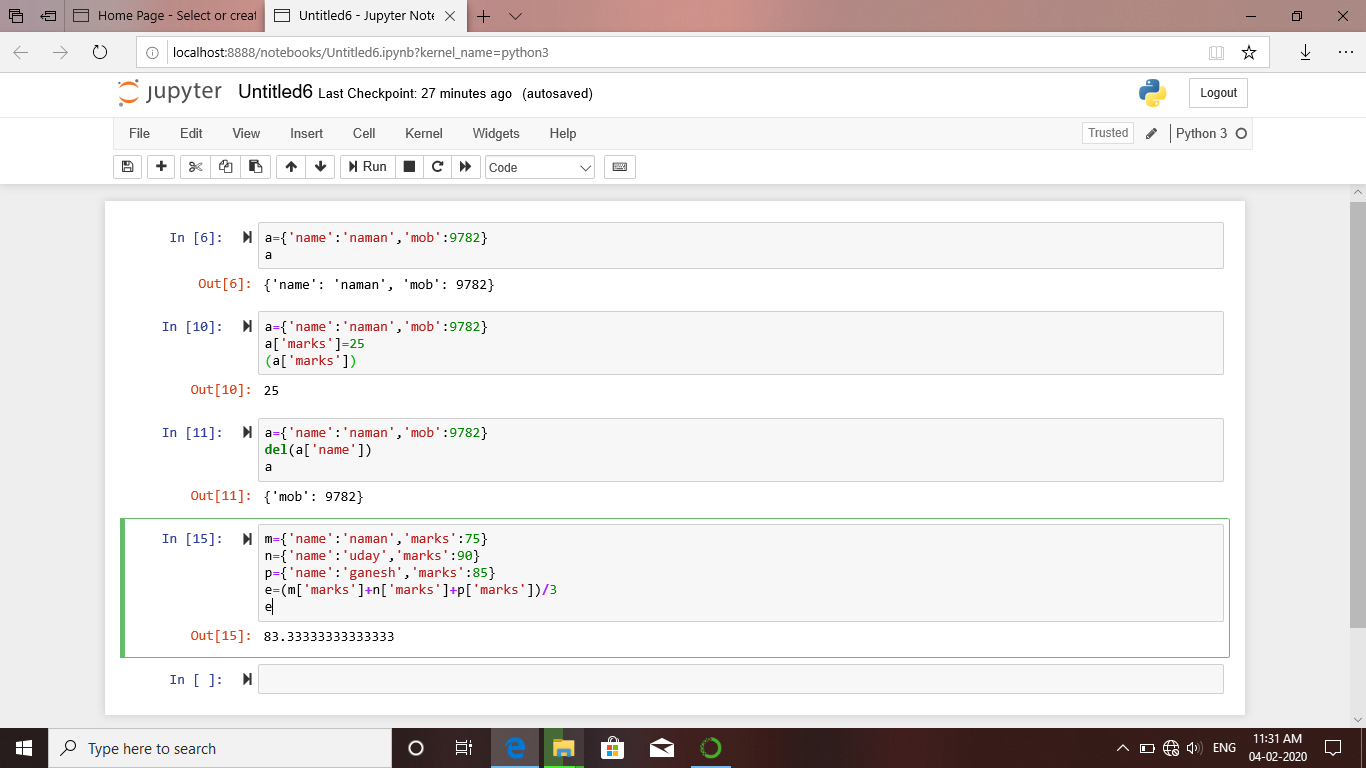 Home Page - Select or creat
Untitled6 - Jupyter Note
localhost:8888/notebooks/Untitled6.ipynb?kernel_name=python3
jupyter Untitled6 Last Checkpoint: 27 minutes ago (autosaved)
Logout
File Edit View Insert Cell Kernel Widgets Help
Trusted
Python 3
Run
Code
In [6]:
a={'name':'naman','mob':9782}
a
Out[6]: {'name': 'naman', 'mob': 9782}
In [10]:
a={'name':'naman','mob':9782}
a['marks']=25
(a['marks'])
Out[10]: 25
In [11]:
a={'name':'naman','mob':9782}
del(a['name'])
a
Out[11]: {'mob': 9782}
In [15]:
m={'name':'naman','marks':75}
n={'name':'uday','marks':90}
p={'name':'ganesh','marks':85}
e=(m['marks']+n['marks']+p['marks'])/3
e
Out[15]: 83.33333333333333
In [ ]:
Type here to search
ENG
11:31 AM
04-02-2020